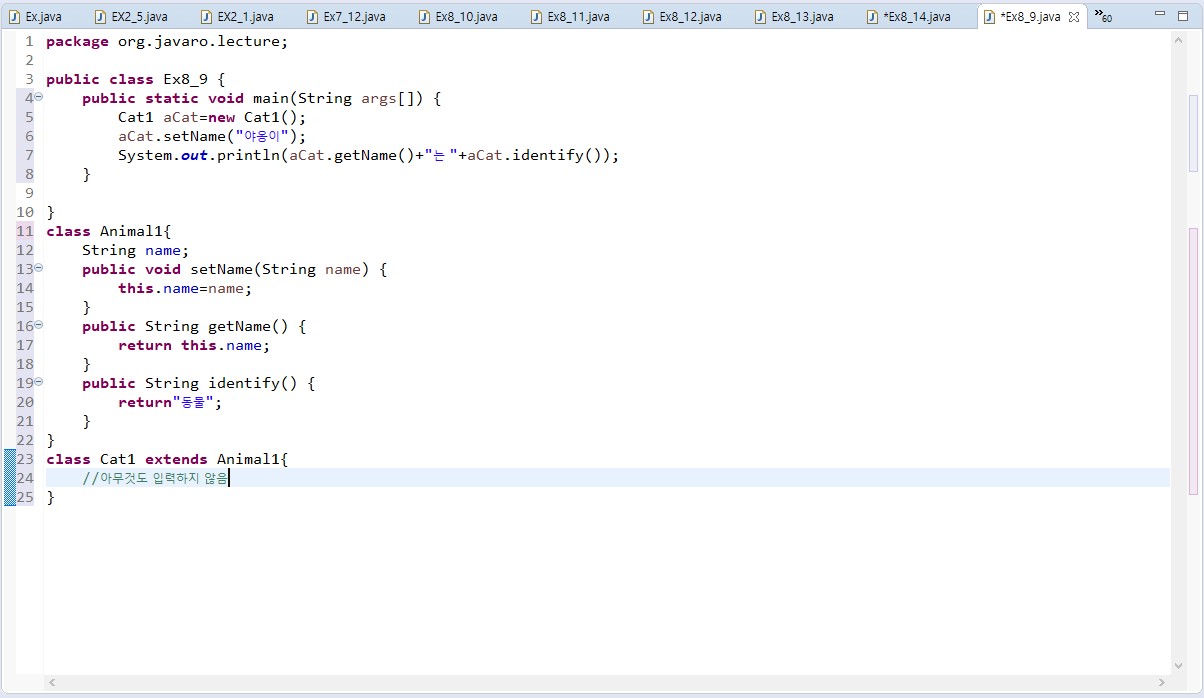 Ex.java EX2_5.java EX2_1.java Ex7_12.java Ex8_10.java Ex8_11.java Ex8_12.java Ex8_13.java *Ex8_14.java *Ex8_9.java »60
1 package org.javaro.lecture;
2
3 public class Ex8_9 {
4 public static void main(String args[]) {
5 Cat1 aCat=new Cat1();
6 aCat.setName("야옹이");
7 System.out.println(aCat.getName()+"는 "+aCat.identify());
8 }
9
10 }
11 class Animal1{
12 String name;
13 public void setName(String name) {
14 this.name=name;
15 }
16 public String getName() {
17 return this.name;
18 }
19 public String identify() {
20 return"동물";
21 }
22 }
23 class Cat1 extends Animal1{
24 //아무것도 입력하지 않음
25 }